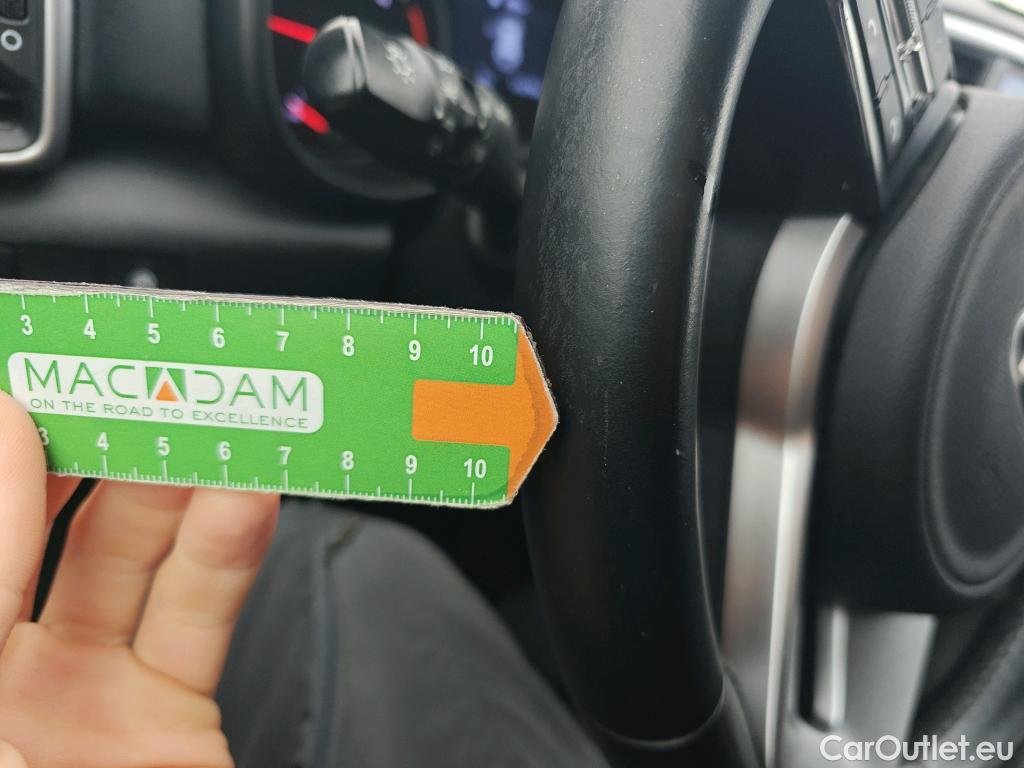 3 4 5 6 7 8 9 10
MACADAM
ON THE ROAD TO EXCELLENCE
3 4 5 6 7 8 9 10
CarOutlet.eu